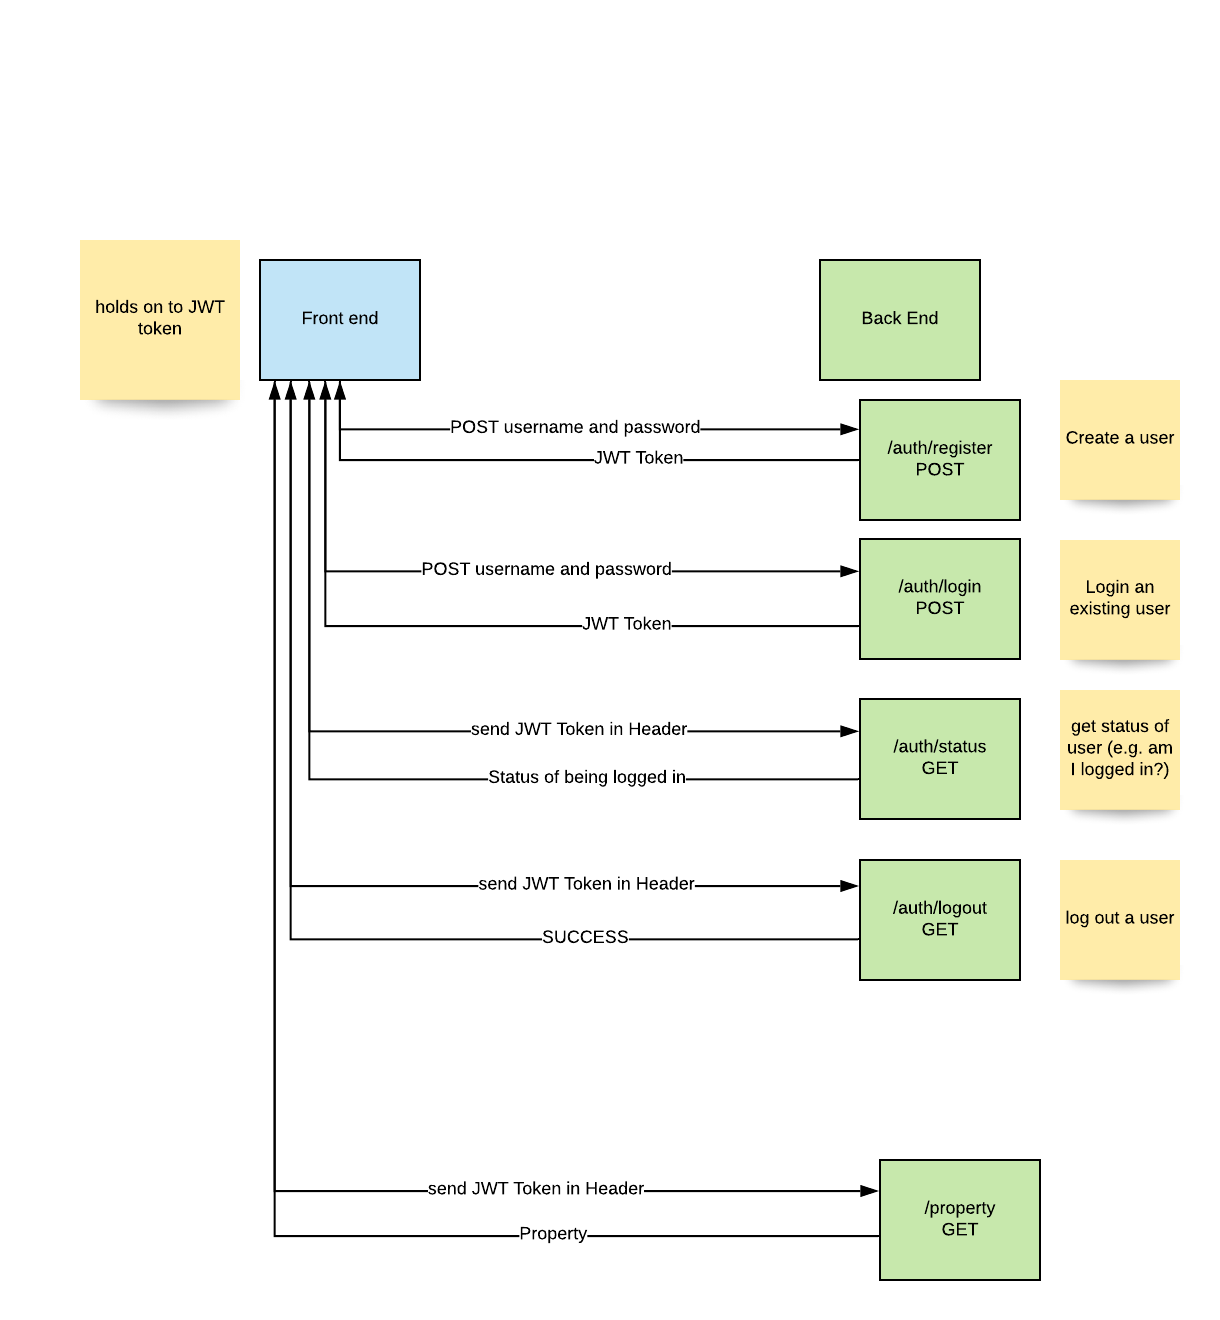 holds on to JWT
token
Front end
Back End
POST username and password
JWT Token
/auth/register
POST
Create a user
POST username and password
JWT Token
/auth/login
POST
Login an
existing user
send JWT Token in Header
Status of being logged in
/auth/status
GET
get status of
user (e.g. am
I logged in?)
send JWT Token in Header
SUCCESS
/auth/logout
GET
log out a user
send JWT Token in Header
Property
/property
GET